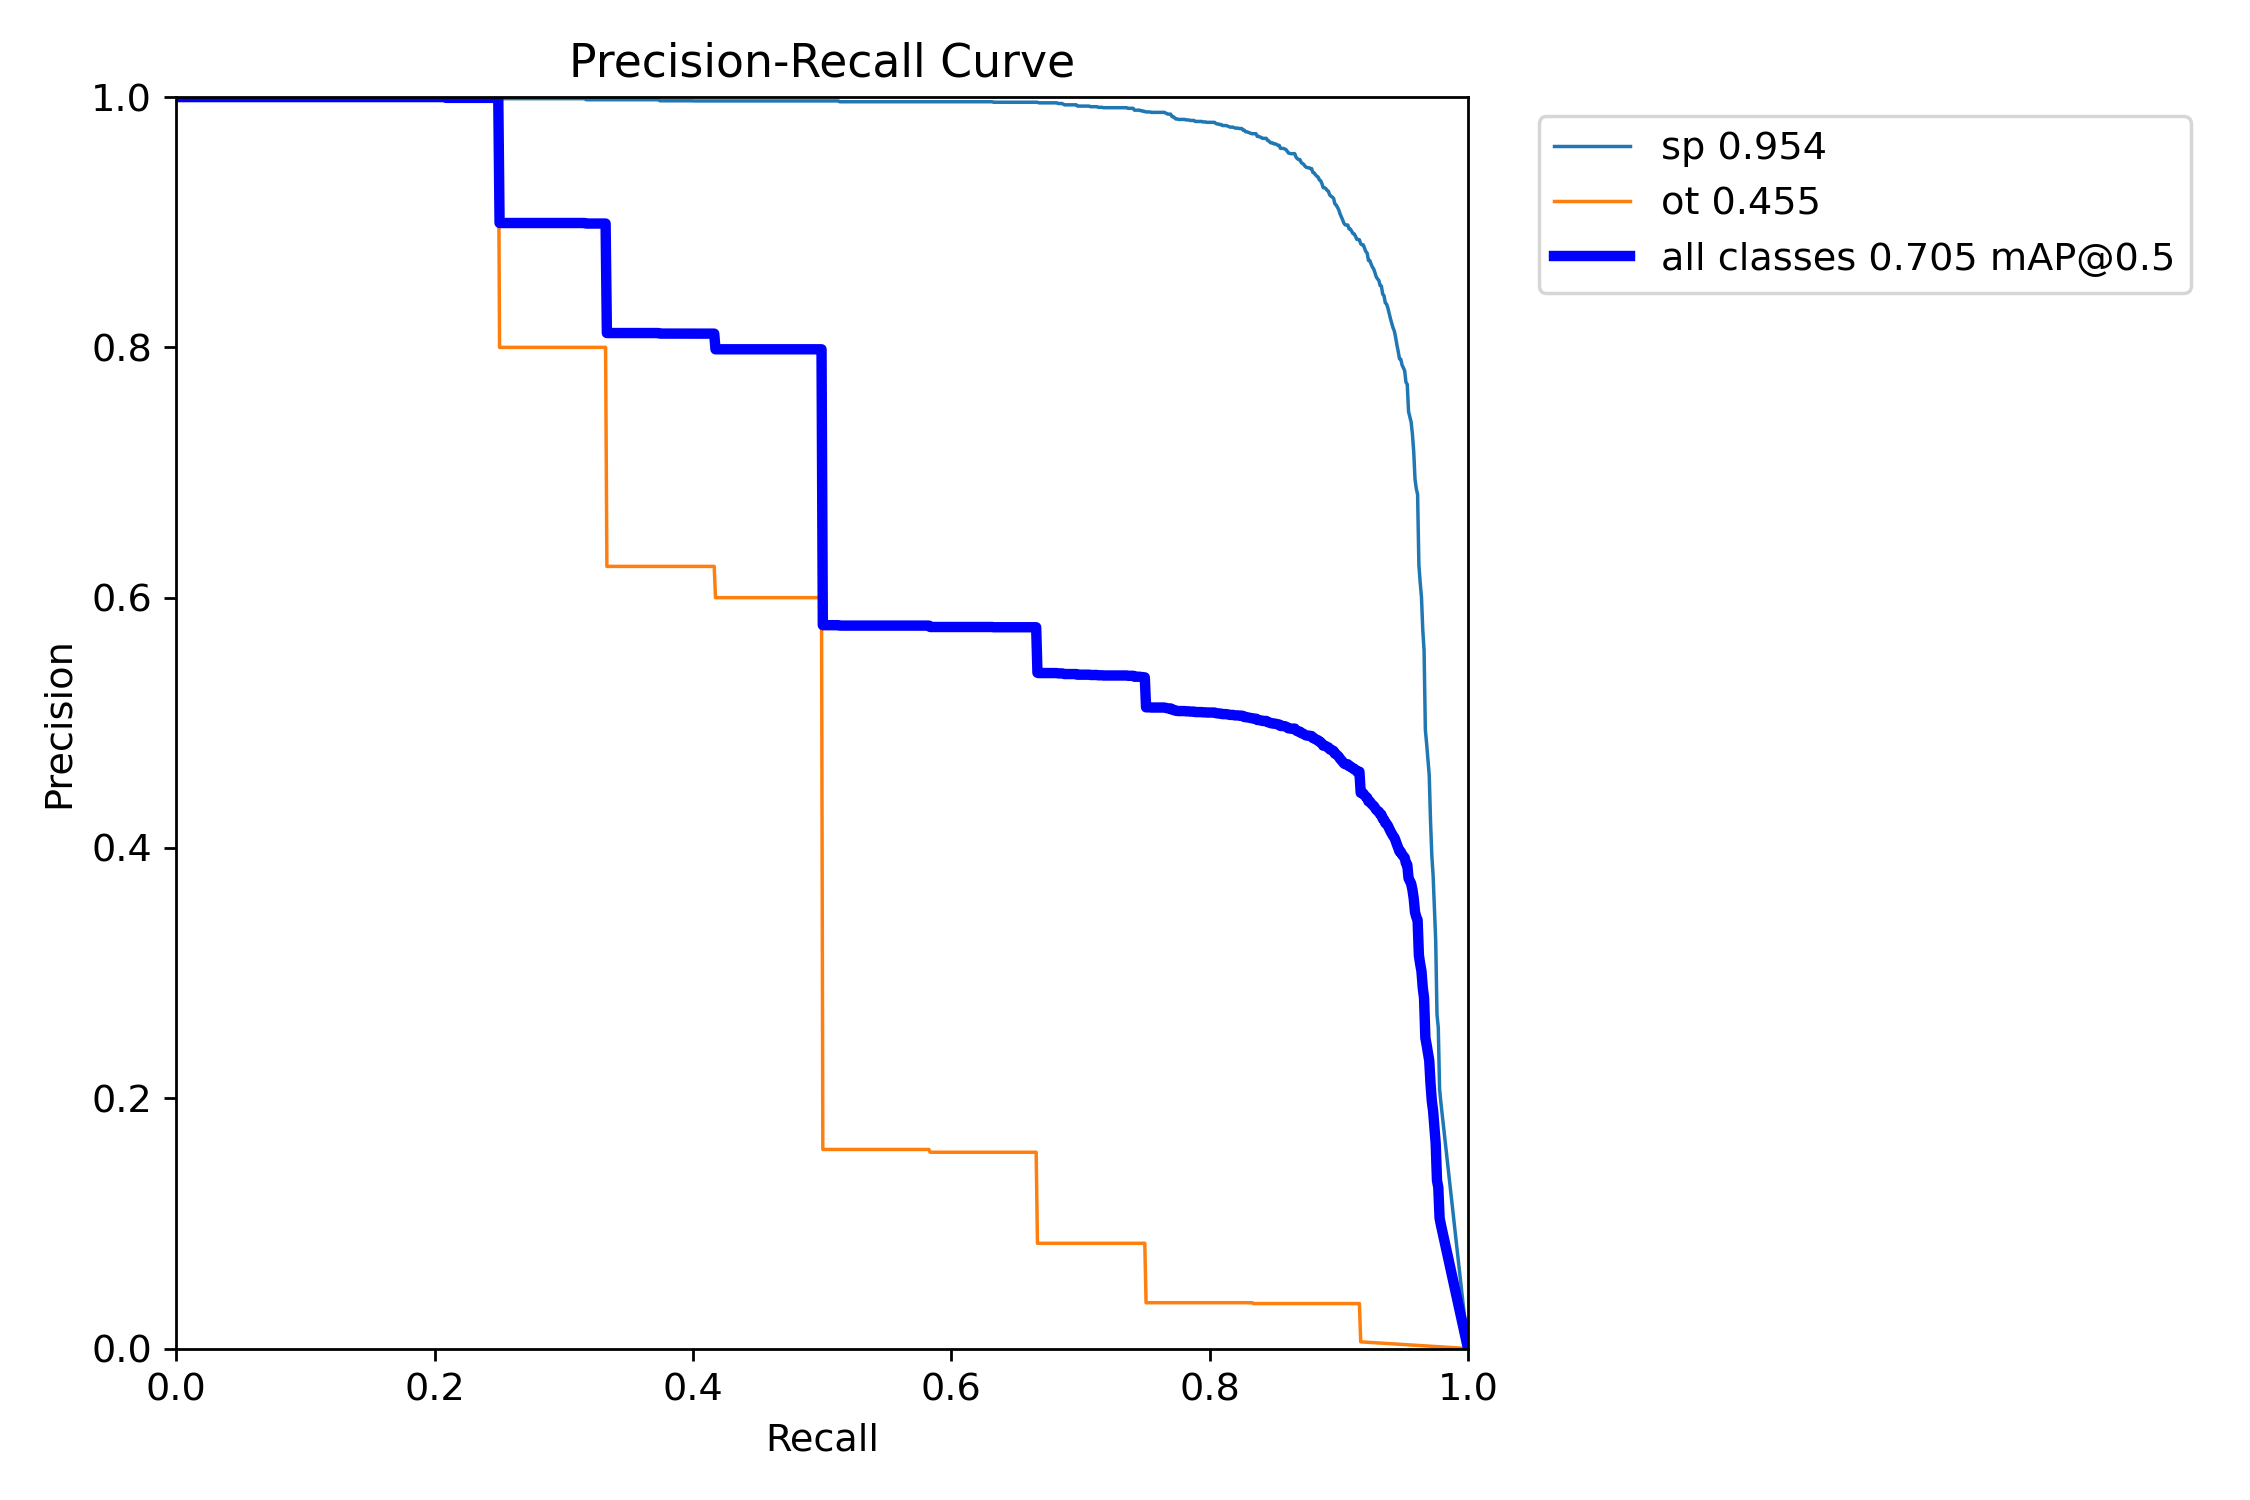 Precision-Recall Curve
1.0
0.8
0.6
0.4
0.2
0.0
Precision
0.0 0.2 0.4 0.6 0.8 1.0
Recall
sp 0.954
ot 0.455
all classes 0.705 mAP@0.5